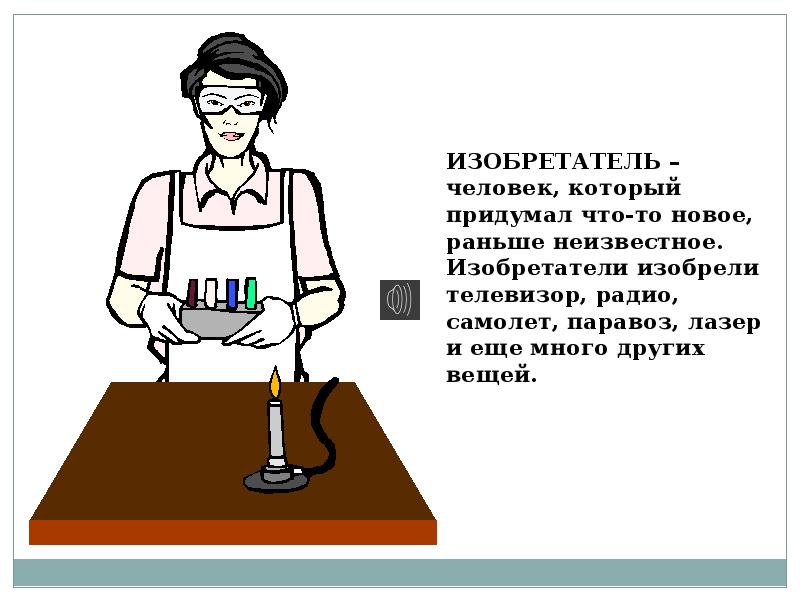 ИЗОБРЕТАТЕЛЬ –
человек, который
придумал что-то новое,
раньше неизвестное.
Изобретатели изобрели
телевизор, радио,
самолет, паравоз, лазер
и еще много других
вещей.